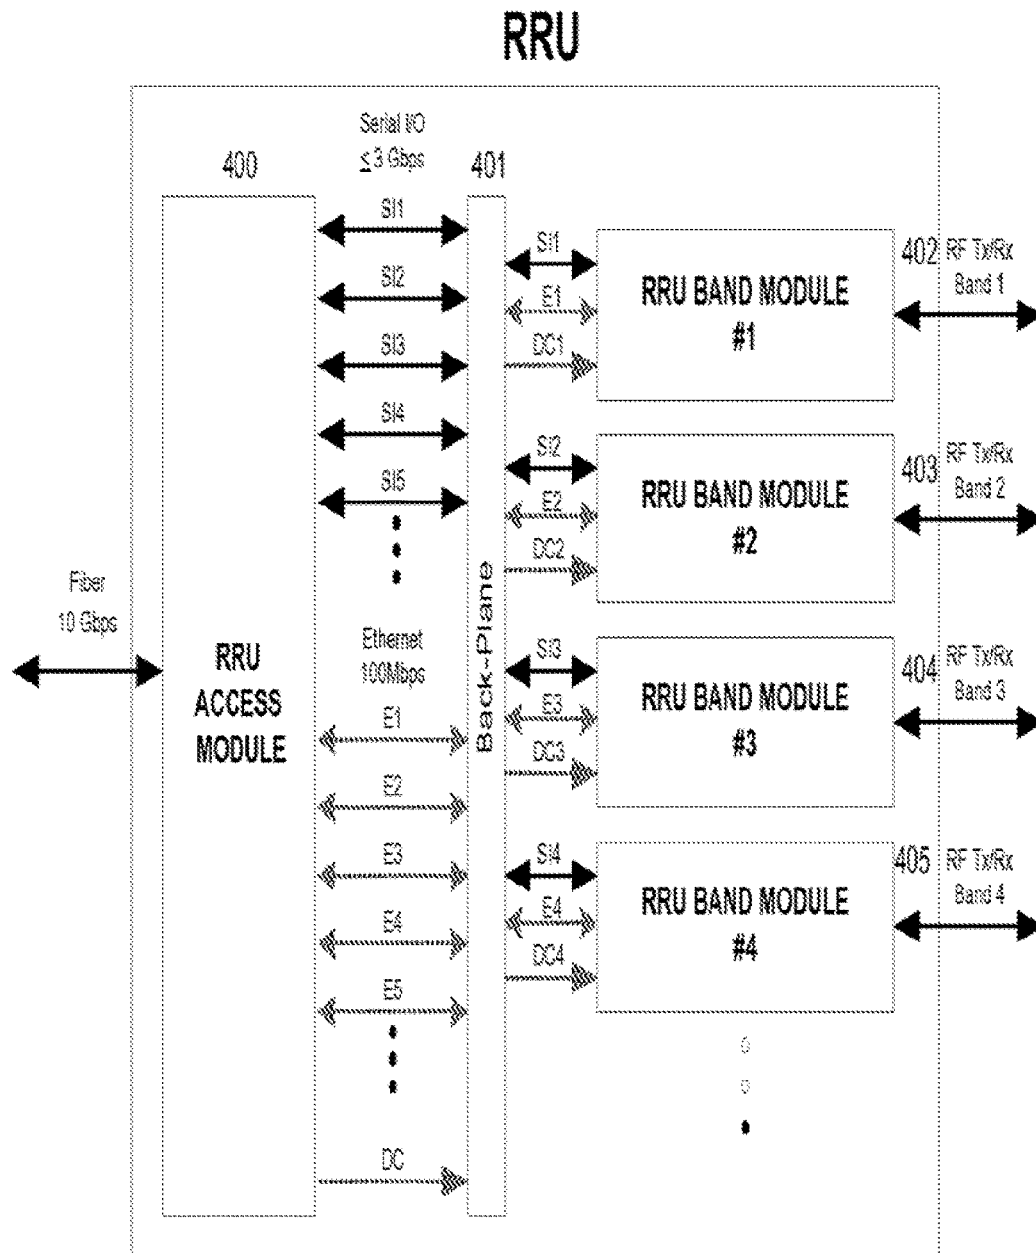 RRU
Serial I/O
≤ 3 Gbps
400
401
SI1
SI2
SI3
SI4
SI5
Fiber
10 Gbps
RRU
ACCESS
MODULE
Ethernet
100Mbps
E1
E2
E3
E4
E5
DC
Back-Plane
SI1
E1
DC1
RRU BAND MODULE
#1
402
RF Tx/Rx
Band 1
SI2
E2
DC2
RRU BAND MODULE
#2
403
RF Tx/Rx
Band 2
SI3
E3
DC3
RRU BAND MODULE
#3
404
RF Tx/Rx
Band 3
SI4
E4
DC4
RRU BAND MODULE
#4
405
RF Tx/Rx
Band 4